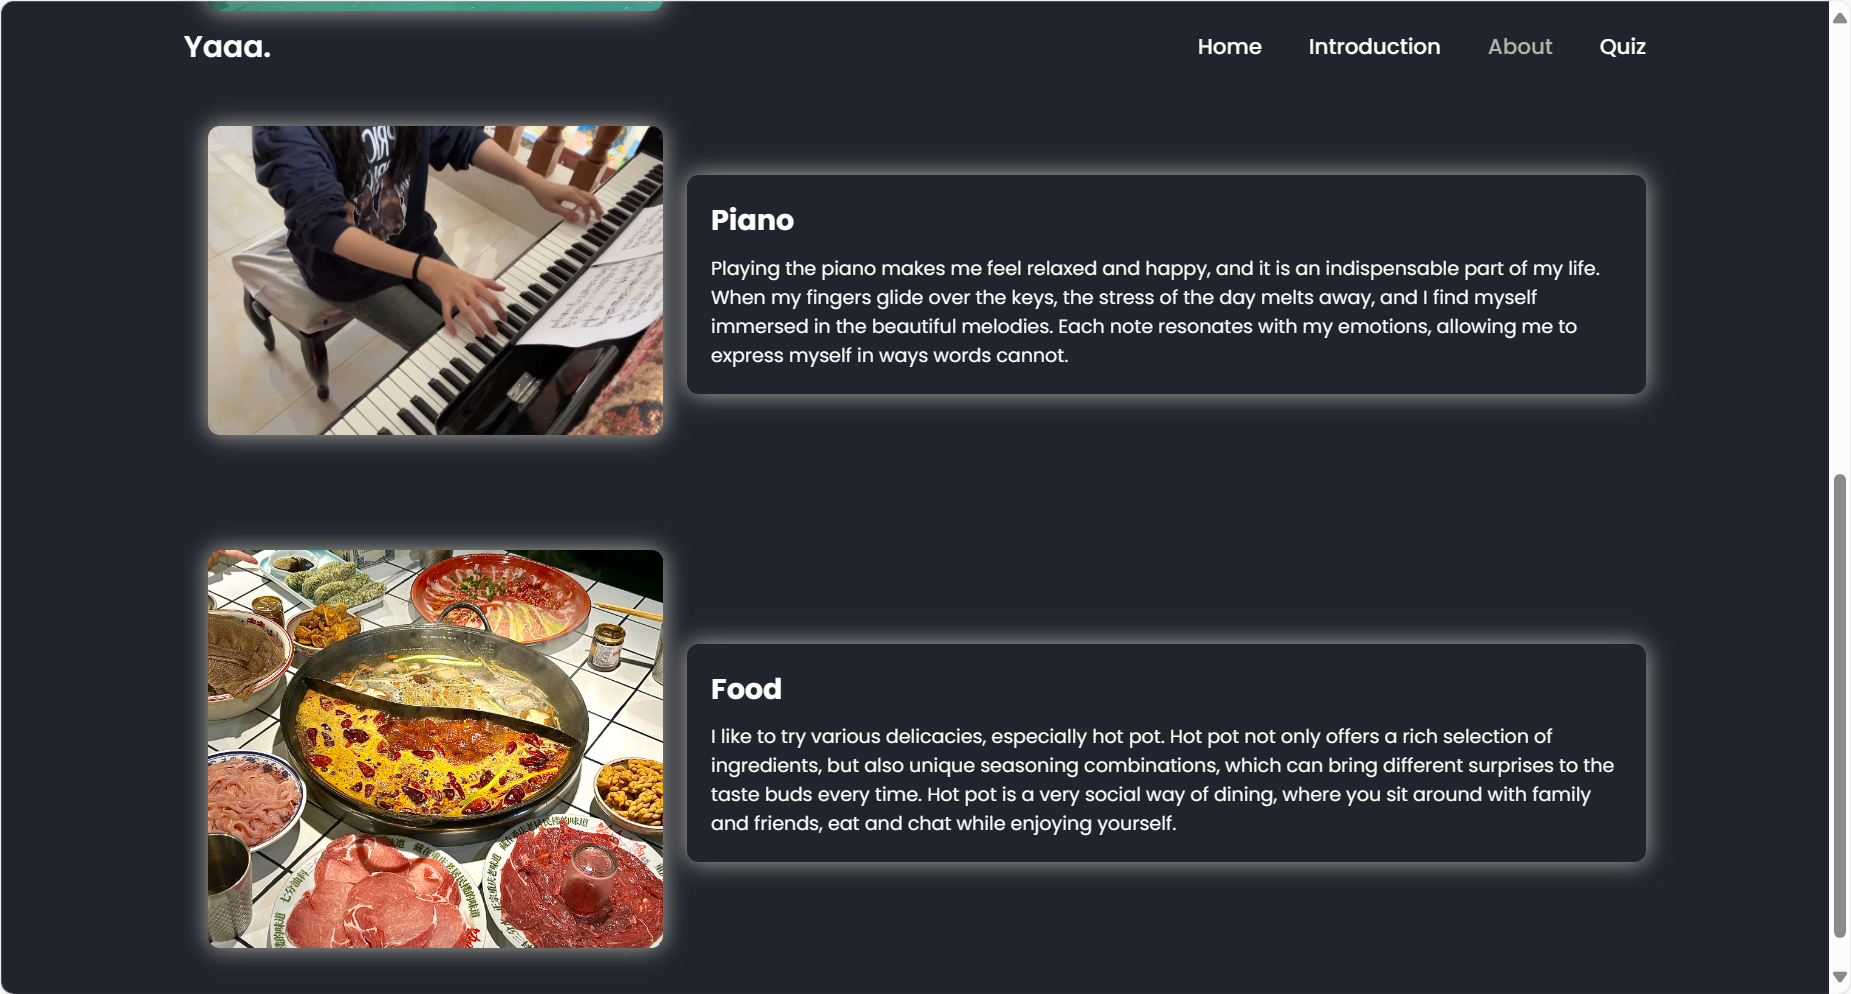 Yaaa.
Home Introduction About Quiz
Piano
Playing the piano makes me feel relaxed and happy, and it is an indispensable part of my life.
When my fingers glide over the keys, the stress of the day melts away, and I find myself
immersed in the beautiful melodies. Each note resonates with my emotions, allowing me to
express myself in ways words cannot.
Food
I like to try various delicacies, especially hot pot. Hot pot not only offers a rich selection of
ingredients, but also unique seasoning combinations, which can bring different surprises to the
taste buds every time. Hot pot is a very social way of dining, where you sit around with family
and friends, eat and chat while enjoying yourself.